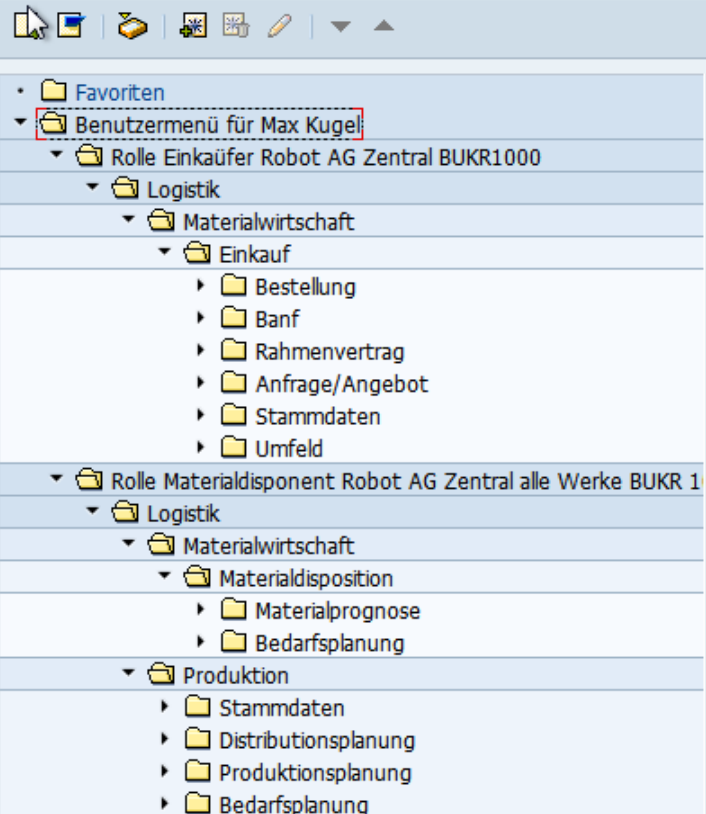 Favoriten
Benutzermenü für Max Kugel
Rolle Einkaüfer Robot AG Zentral BUKR1000
Logistik
Materialwirtschaft
Einkauf
Bestellung
Banf
Rahmenvertrag
Anfrage/Angebot
Stammdaten
Umfeld
Rolle Materialdisponent Robot AG Zentral alle Werke BUKR 1
Logistik
Materialwirtschaft
Materialdisposition
Materialprognose
Bedarfsplanung
Produktion
Stammdaten
Distributionsplanung
Produktionsplanung
Bedarfsplanung